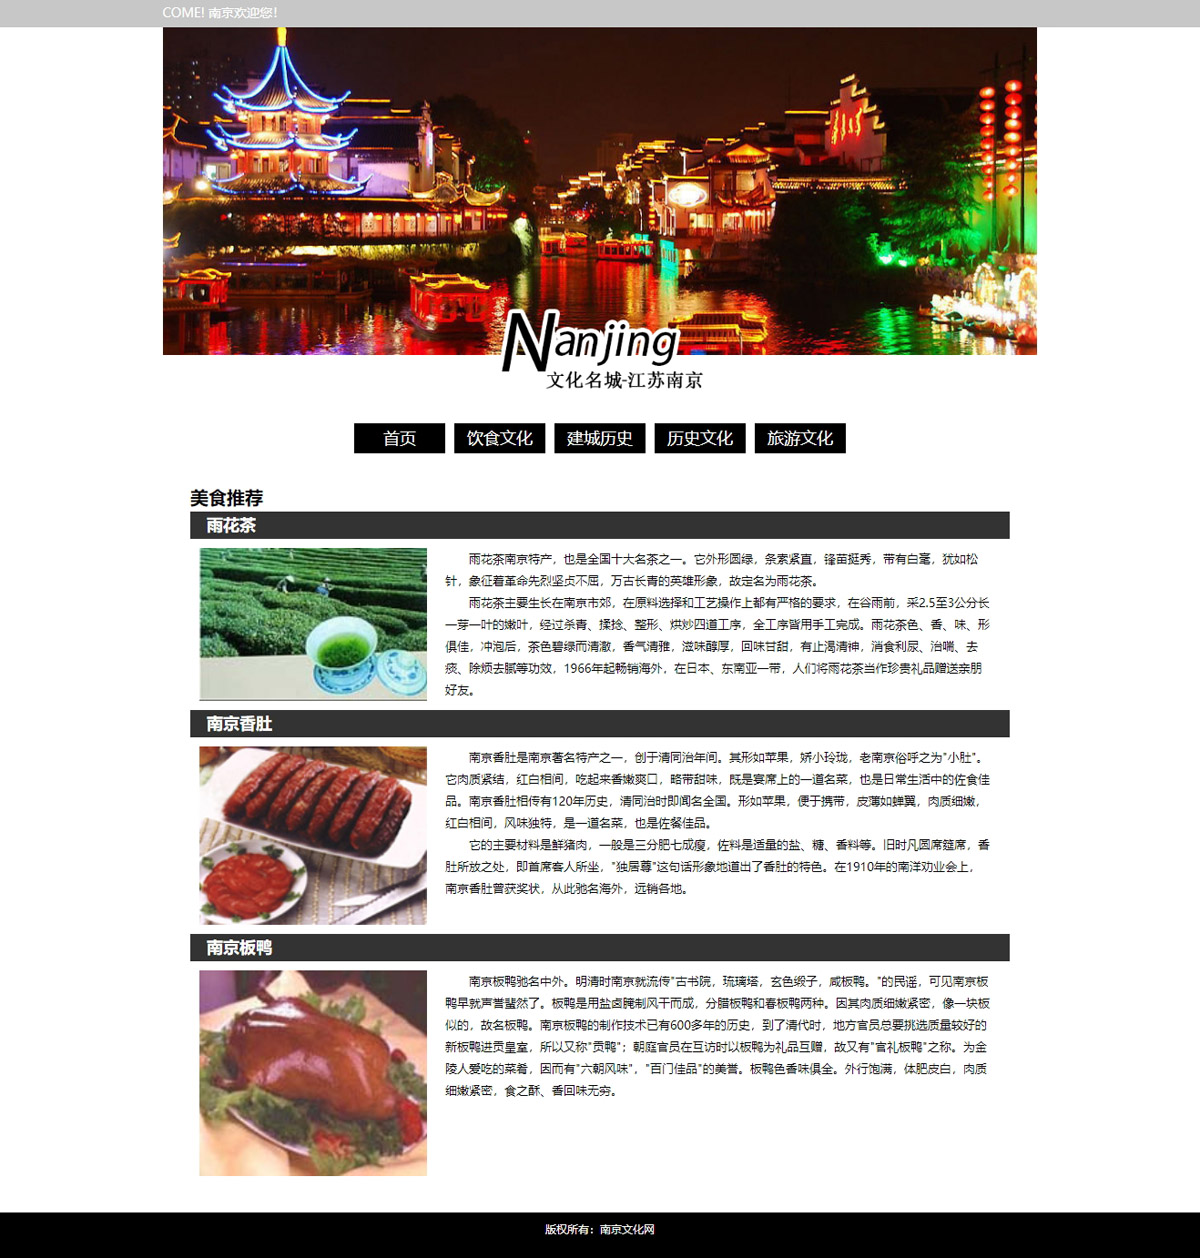 COME! 南京欢迎您！
Nanjing
文化名城-江苏南京
首页 饮食文化 建城历史 历史文化 旅游文化
美食推荐
雨花茶
雨花茶南京特产，也是全国十大名茶之一。它外形圆绿，条索紧直，锋苗挺秀，带有白毫，犹如松
针，象征着革命先烈坚贞不屈，万古长青的英雄形象，故定名为雨花茶。
雨花茶主要生长在南京市郊，在原料选择和工艺操作上都有严格的要求，在谷雨前，采2.5至3公分长
一芽一叶的嫩叶，经过杀青、揉捻、整形、烘炒四道工序，全工序皆用手工完成。雨花茶色、香、味、形
俱佳，冲泡后，茶色碧绿而清澈，香气清雅，滋味醇厚，回味甘甜，有止渴清神，消食利尿、治喘、去
痰、除烦去腻等功效，1966年起畅销海外，在日本、东南亚一带，人们将雨花茶当作珍贵礼品赠送亲朋
好友。
南京香肚
南京香肚是南京著名特产之一，创于清同治年间。其形如苹果，娇小玲珑，老南京俗呼之为"小肚"。
它肉质紧结，红白相间，吃起来香嫩爽口，略带甜味，既是宴席上的一道名菜，也是日常生活中的佐食佳
品。南京香肚相传有120年历史，清同治时即闻名全国。形如苹果，便于携带，皮薄如蝉翼，肉质细嫩，
红白相间，风味独特，是一道名菜，也是佐餐佳品。
它的主要材料是鲜猪肉，一般是三分肥七成瘦，佐料是适量的盐、糖、香料等。旧时凡圆席筵席，香
肚所放之处，即首席客人所坐，"独居尊"这句话形象地道出了香肚的特色。在1910年的南洋劝业会上，
南京香肚曾获奖状，从此驰名海外，远销各地。
南京板鸭
南京板鸭驰名中外。明清时南京就流传"古书院，琉璃塔，玄色缎子，咸板鸭。"的民谣，可见南京板
鸭早就声誉蜚然了。板鸭是用盐卤腌制风干而成，分腊板鸭和春板鸭两种。因其肉质细嫩紧密，像一块板
似的，故名板鸭。南京板鸭的制作技术已有600多年的历史，到了清代时，地方官员总要挑选质量较好的
新板鸭进贡皇室，所以又称"贡鸭"；朝庭官员在互访时以板鸭为礼品互赠，故又有"官礼板鸭"之称。为金
陵人爱吃的菜肴，因而有"六朝风味"，"百门佳品"的美誉。板鸭色香味俱全。外行饱满，体肥皮白，肉质
细嫩紧密，食之酥、香回味无穷。
版权所有：南京文化网